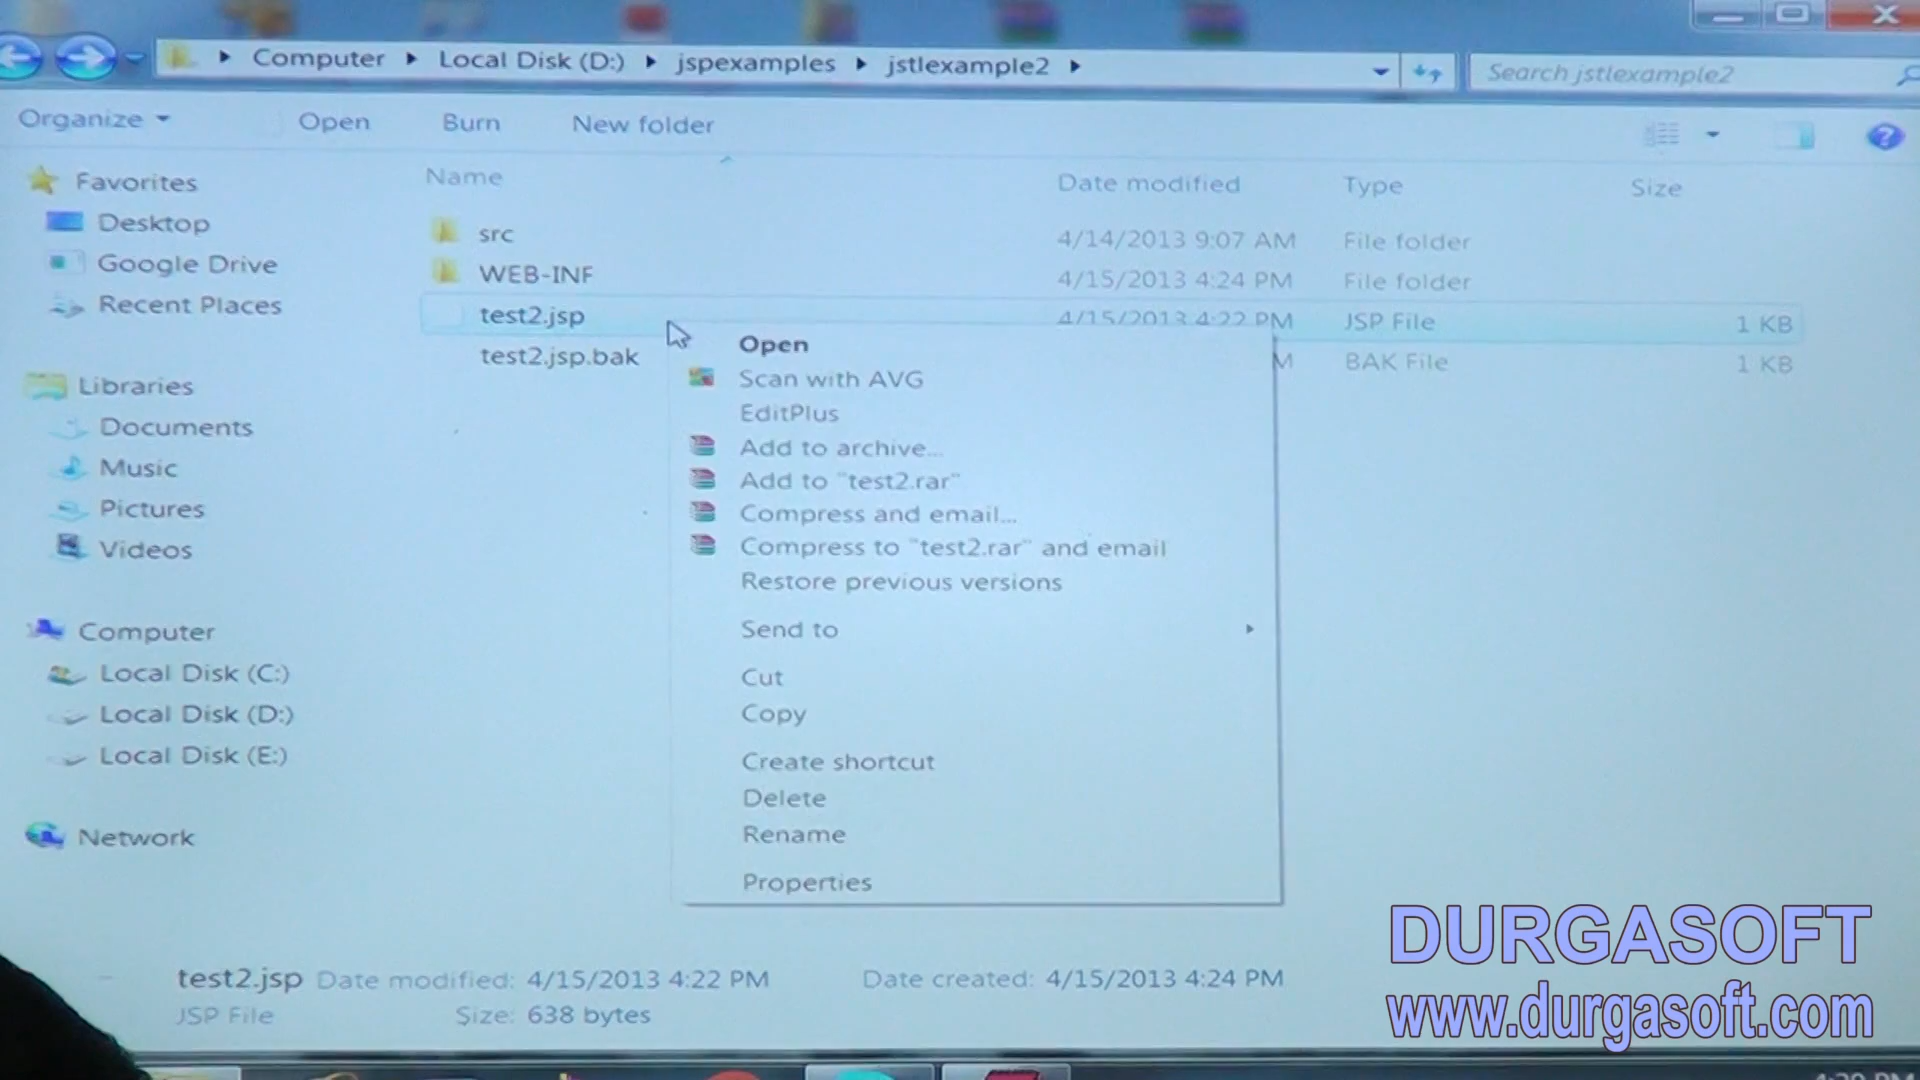 Computer ▸ Local Disk (D:) ▸ jspexamples ▸ jstlexample2 ▸
Search jstlexample2
Organize Open Burn New folder
Name Date modified Type Size
src 4/14/2013 9:07 AM File folder
WEB-INF 4/15/2013 4:24 PM File folder
test2.jsp 4/15/2013 4:22 PM JSP File 1 KB
test2.jsp.bak M BAK File 1 KB
Favorites
Desktop
Google Drive
Recent Places
Libraries
Documents
Music
Pictures
Videos
Computer
Local Disk (C:)
Local Disk (D:)
Local Disk (E:)
Network
Open
Scan with AVG
EditPlus
Add to archive...
Add to "test2.rar"
Compress and email...
Compress to "test2.rar" and email
Restore previous versions
Send to
Cut
Copy
Create shortcut
Delete
Rename
Properties
test2.jsp Date modified: 4/15/2013 4:22 PM Date created: 4/15/2013 4:24 PM
JSP File Size: 638 bytes
DURGASOFT
www.durgasoft.com